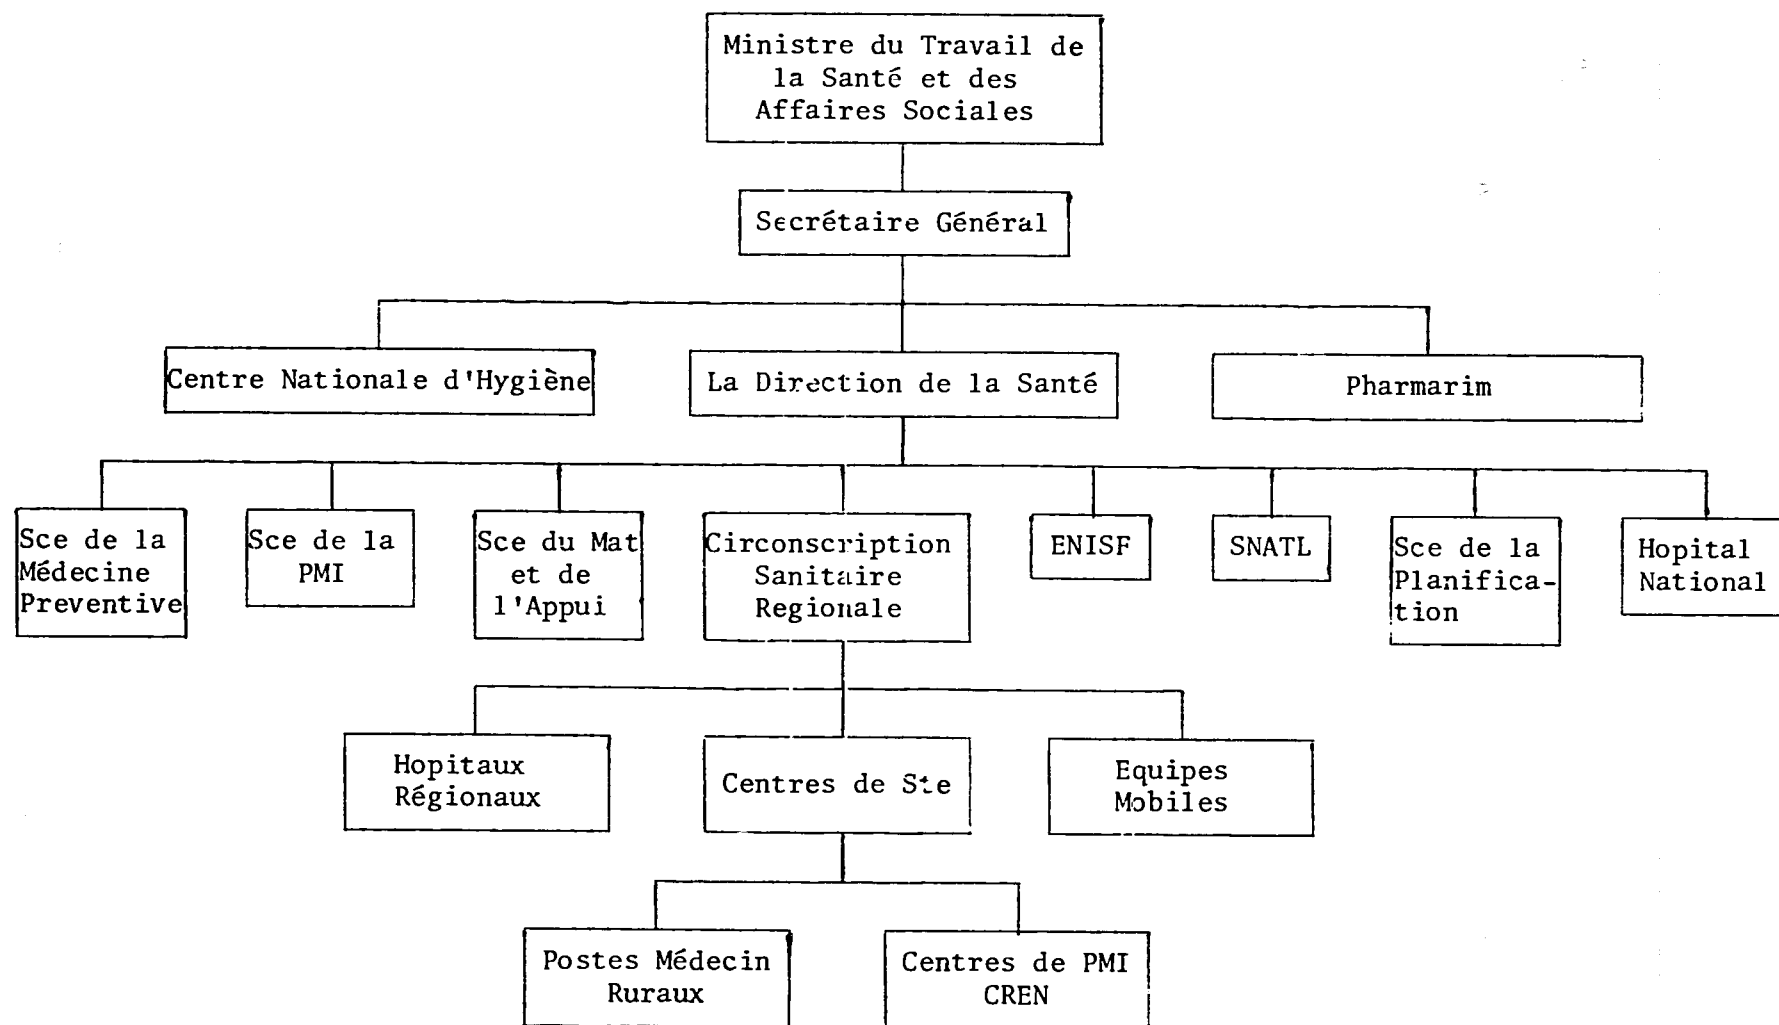 Ministre du Travail de
la Santé et des
Affaires Sociales
Secrétaire Général
Centre Nationale d'Hygiène
La Direction de la Santé
Pharmarim
Sce de la
Médecine
Preventive
Sce de la
PMI
Sce du Mat
et de
l'Appui
Circonscription
Sanitaire
Regionale
ENISF
SNATL
Sce de la
Planifica-
tion
Hopital
National
Hopitaux
Régionaux
Centres de Ste
Equipes
Mobiles
Postes Médecin
Ruraux
Centres de PMI
CREN